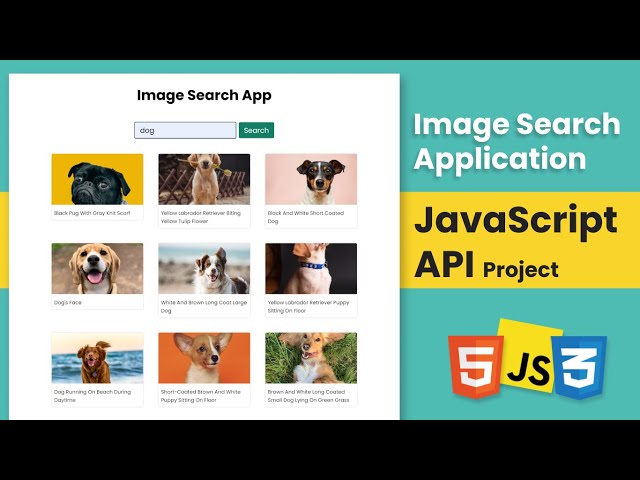 Image Search App
dog
Search
Black Pug With Gray Knit Scarf
Yellow Labrador Retriever Biting
Yellow Tulip Flower
Black And White Short Coated
Dog
Dog's Face
White And Brown Long Coat Large
Dog
Yellow Labrador Retriever Puppy
Sitting On Floor
Dog Running On Beach During
Daytime
Short-Coated Brown And White
Puppy Sitting On Floor
Brown And White Long Coated
Small Dog Lying On Green Grass
Image Search
Application
JavaScript
API Project
5
JS
3